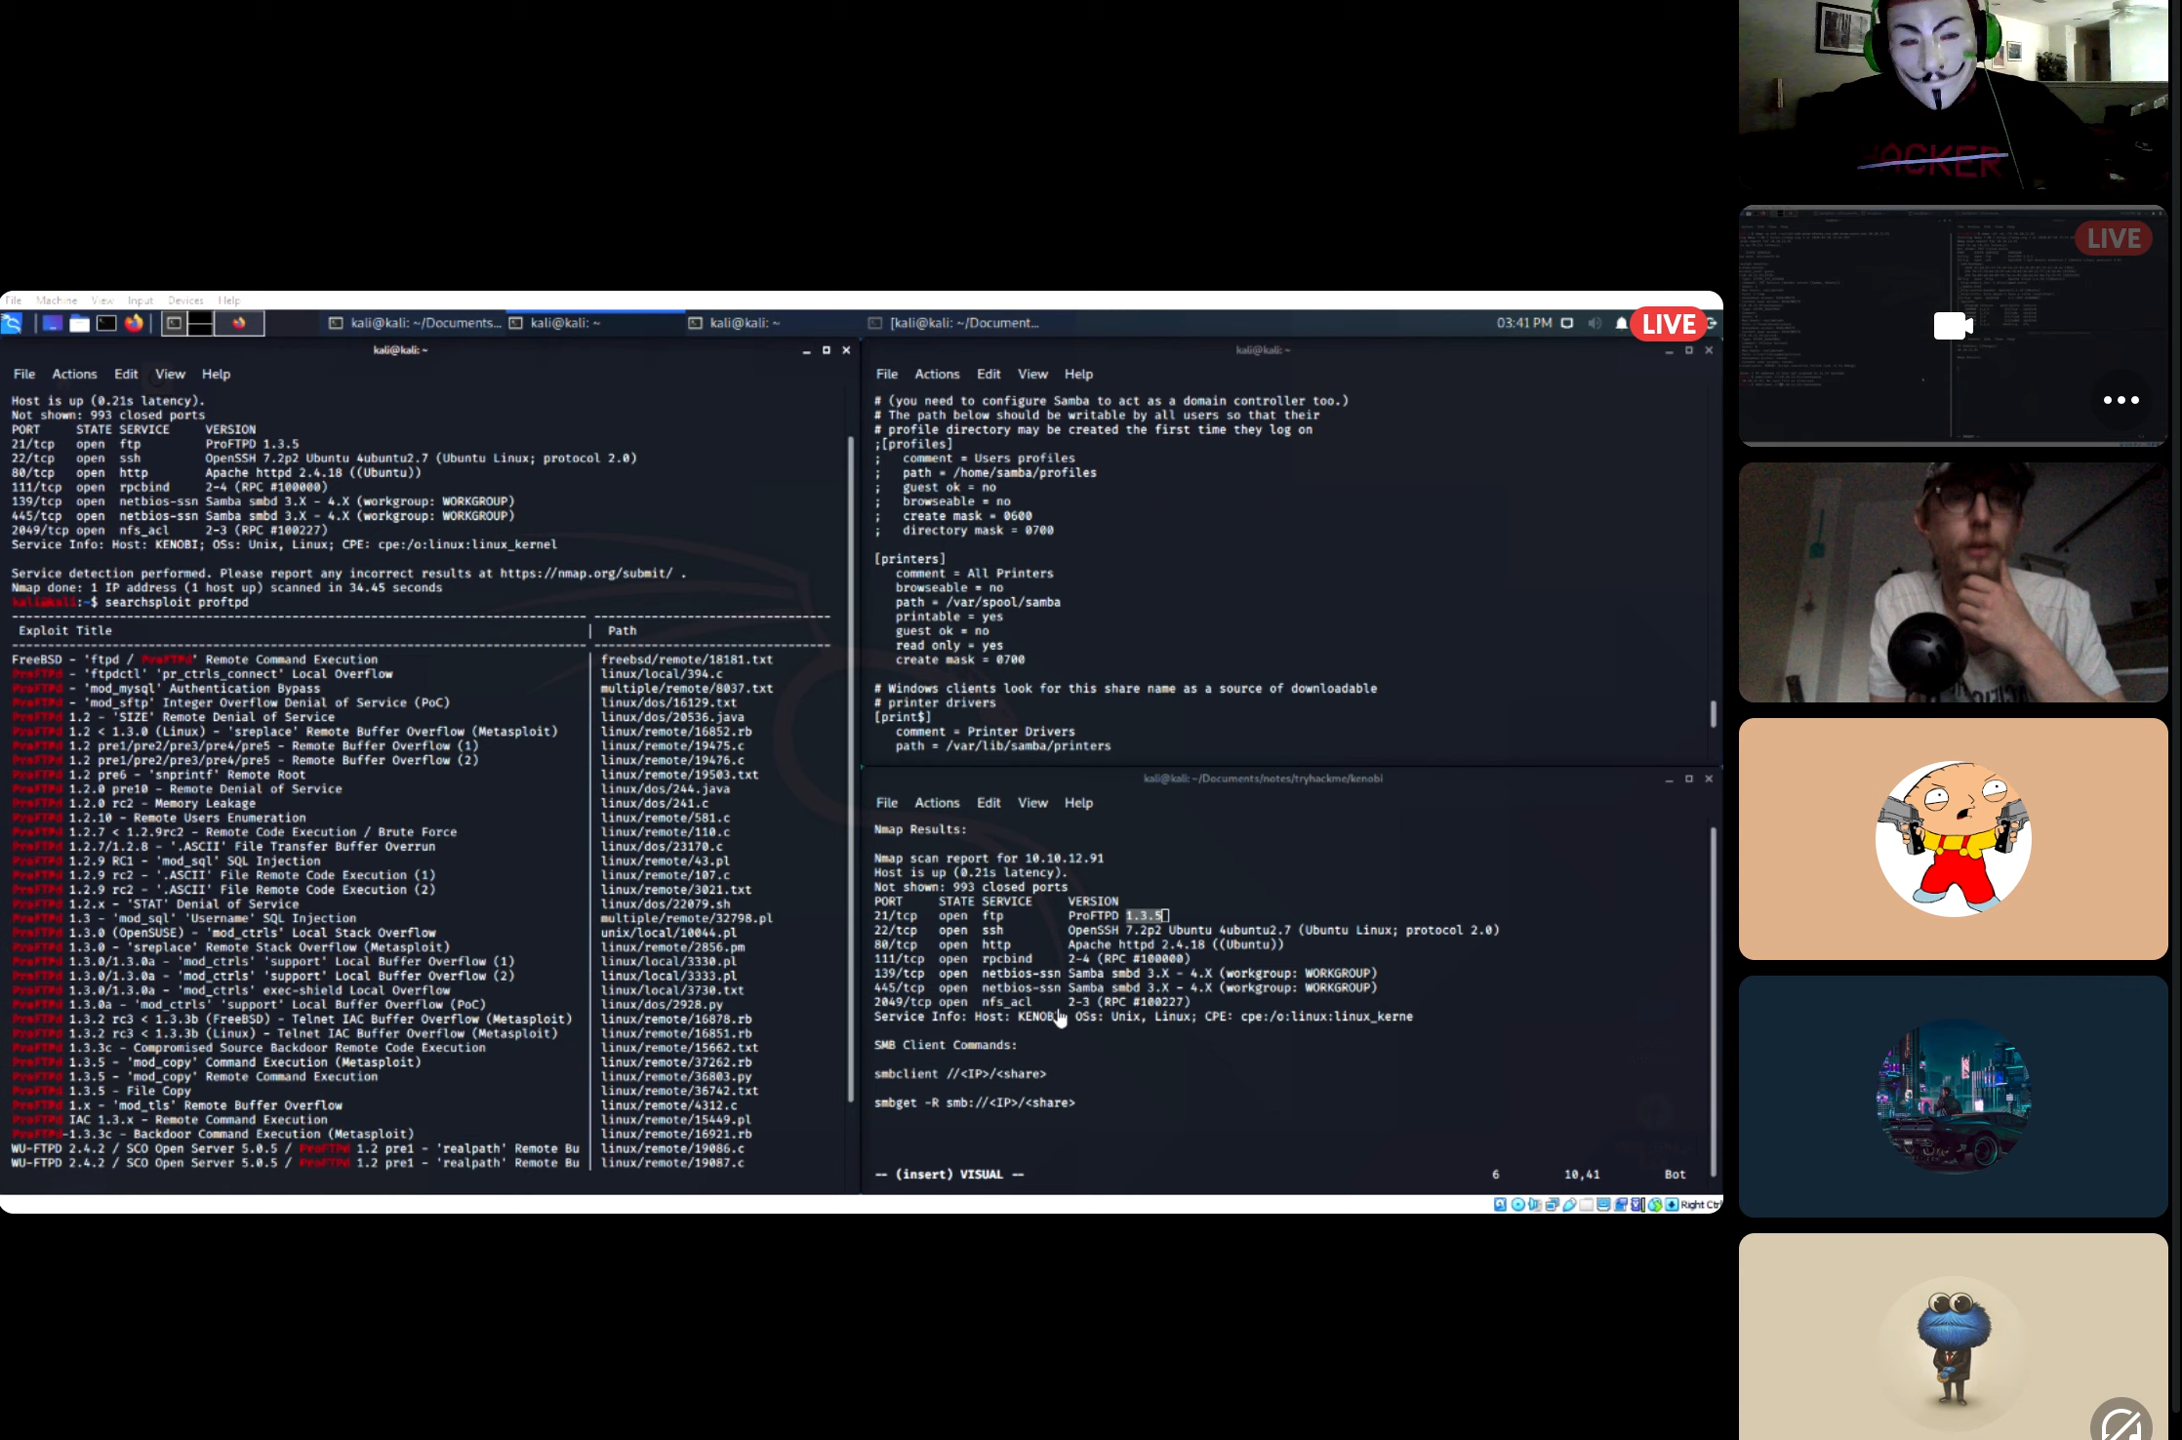 File Machine View Input Devices Help
kali@kali: ~/Documents... kali@kali: ~ kali@kali: ~ [kali@kali: ~/Document... 03:41 PM LIVE
kali@kali: ~
File Actions Edit View Help
Host is up (0.21s latency).
Not shown: 993 closed ports
PORT STATE SERVICE VERSION
21/tcp open ftp ProFTPD 1.3.5
22/tcp open ssh OpenSSH 7.2p2 Ubuntu 4ubuntu2.7 (Ubuntu Linux; protocol 2.0)
80/tcp open http Apache httpd 2.4.18 ((Ubuntu))
111/tcp open rpcbind 2-4 (RPC #100000)
139/tcp open netbios-ssn Samba smbd 3.X - 4.X (workgroup: WORKGROUP)
445/tcp open netbios-ssn Samba smbd 3.X - 4.X (workgroup: WORKGROUP)
2049/tcp open nfs_acl 2-3 (RPC #100227)
Service Info: Host: KENOBI; OSs: Unix, Linux; CPE: cpe:/o:linux:linux_kernel
Service detection performed. Please report any incorrect results at https://nmap.org/submit/ .
Nmap done: 1 IP address (1 host up) scanned in 34.45 seconds
kali@kali:~$ searchsploit proftpd
Exploit Title | Path
FreeBSD - 'ftpd / ProFTPd' Remote Command Execution | freebsd/remote/18181.txt
ProFTPd - 'ftpdctl' 'pr_ctrls_connect' Local Overflow | linux/local/394.c
ProFTPd - 'mod_mysql' Authentication Bypass | multiple/remote/8037.txt
ProFTPd - 'mod_sftp' Integer Overflow Denial of Service (PoC) | linux/dos/16129.txt
ProFTPd 1.2 - 'SIZE' Remote Denial of Service | linux/dos/20536.java
ProFTPd 1.2 < 1.3.0 (Linux) - 'sreplace' Remote Buffer Overflow (Metasploit) | linux/remote/16852.rb
ProFTPd 1.2 pre1/pre2/pre3/pre4/pre5 - Remote Buffer Overflow (1) | linux/remote/19475.c
ProFTPd 1.2 pre1/pre2/pre3/pre4/pre5 - Remote Buffer Overflow (2) | linux/remote/19476.c
ProFTPd 1.2 pre6 - 'snprintf' Remote Root | linux/remote/19503.txt
ProFTPd 1.2.0 pre10 - Remote Denial of Service | linux/dos/244.java
ProFTPd 1.2.0 rc2 - Memory Leakage | linux/dos/241.c
ProFTPd 1.2.10 - Remote Users Enumeration | linux/remote/581.c
ProFTPd 1.2.7 < 1.2.9rc2 - Remote Code Execution / Brute Force | linux/remote/110.c
ProFTPd 1.2.7/1.2.8 - '.ASCII' File Transfer Buffer Overrun | linux/dos/23170.c
ProFTPd 1.2.9 RC1 - 'mod_sql' SQL Injection | linux/remote/43.pl
ProFTPd 1.2.9 rc2 - '.ASCII' File Remote Code Execution (1) | linux/remote/107.c
ProFTPd 1.2.9 rc2 - '.ASCII' File Remote Code Execution (2) | linux/remote/3021.txt
ProFTPd 1.2.x - 'STAT' Denial of Service | linux/dos/22079.sh
ProFTPd 1.3 - 'mod_sql' 'Username' SQL Injection | multiple/remote/32798.pl
ProFTPd 1.3.0 (OpenSUSE) - 'mod_ctrls' Local Stack Overflow | unix/local/10044.pl
ProFTPd 1.3.0 - 'sreplace' Remote Stack Overflow (Metasploit) | linux/remote/2856.pm
ProFTPd 1.3.0/1.3.0a - 'mod_ctrls' 'support' Local Buffer Overflow (1) | linux/local/3330.pl
ProFTPd 1.3.0/1.3.0a - 'mod_ctrls' 'support' Local Buffer Overflow (2) | linux/local/3333.pl
ProFTPd 1.3.0/1.3.0a - 'mod_ctrls' exec-shield Local Overflow | linux/local/3730.txt
ProFTPd 1.3.0a - 'mod_ctrls' 'support' Local Buffer Overflow (PoC) | linux/dos/2928.py
ProFTPd 1.3.2 rc3 < 1.3.3b (FreeBSD) - Telnet IAC Buffer Overflow (Metasploit) | linux/remote/16878.rb
ProFTPd 1.3.2 rc3 < 1.3.3b (Linux) - Telnet IAC Buffer Overflow (Metasploit) | linux/remote/16851.rb
ProFTPd 1.3.3c - Compromised Source Backdoor Remote Code Execution | linux/remote/15662.txt
ProFTPd 1.3.5 - 'mod_copy' Command Execution (Metasploit) | linux/remote/37262.rb
ProFTPd 1.3.5 - 'mod_copy' Remote Command Execution | linux/remote/36803.py
ProFTPd 1.3.5 - File Copy | linux/remote/36742.txt
ProFTPd 1.x - 'mod_tls' Remote Buffer Overflow | linux/remote/4312.c
ProFTPd IAC 1.3.x - Remote Command Execution | linux/remote/15449.pl
ProFTPd-1.3.3c - Backdoor Command Execution (Metasploit) | linux/remote/16921.rb
WU-FTPD 2.4.2 / SCO Open Server 5.0.5 / ProFTPd 1.2 pre1 - 'realpath' Remote Bu | linux/remote/19086.c
WU-FTPD 2.4.2 / SCO Open Server 5.0.5 / ProFTPd 1.2 pre1 - 'realpath' Remote Bu | linux/remote/19087.c
kali@kali: ~
File Actions Edit View Help
# (you need to configure Samba to act as a domain controller too.)
# The path below should be writable by all users so that their
# profile directory may be created the first time they log on
;[profiles]
; comment = Users profiles
; path = /home/samba/profiles
; guest ok = no
; browseable = no
; create mask = 0600
; directory mask = 0700
[printers]
comment = All Printers
browseable = no
path = /var/spool/samba
printable = yes
guest ok = no
read only = yes
create mask = 0700
# Windows clients look for this share name as a source of downloadable
# printer drivers
[print$]
comment = Printer Drivers
path = /var/lib/samba/printers
kali@kali: ~/Documents/notes/tryhackme/kenobi
File Actions Edit View Help
Nmap Results:
Nmap scan report for 10.10.12.91
Host is up (0.21s latency).
Not shown: 993 closed ports
PORT STATE SERVICE VERSION
21/tcp open ftp ProFTPD 1.3.5
22/tcp open ssh OpenSSH 7.2p2 Ubuntu 4ubuntu2.7 (Ubuntu Linux; protocol 2.0)
80/tcp open http Apache httpd 2.4.18 ((Ubuntu))
111/tcp open rpcbind 2-4 (RPC #100000)
139/tcp open netbios-ssn Samba smbd 3.X - 4.X (workgroup: WORKGROUP)
445/tcp open netbios-ssn Samba smbd 3.X - 4.X (workgroup: WORKGROUP)
2049/tcp open nfs_acl 2-3 (RPC #100227)
Service Info: Host: KENOBI; OSs: Unix, Linux; CPE: cpe:/o:linux:linux_kerne
SMB Client Commands:
smbclient //<IP>/<share>
smbget -R smb://<IP>/<share>
-- (insert) VISUAL -- 6 10,41 Bot
Right Ctrl
HACKER
LIVE